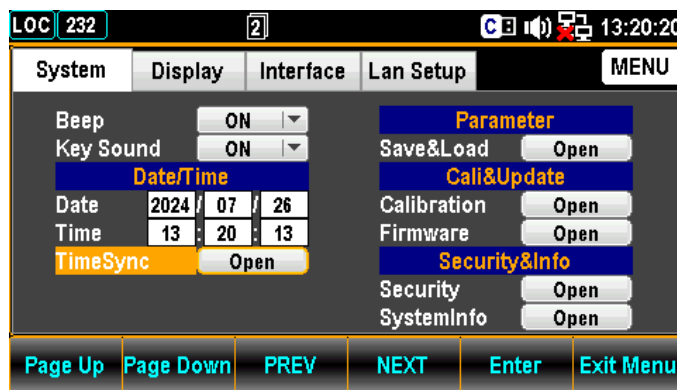 LOC 232 2 C 13:20:20
System Display Interface Lan Setup MENU
Beep ON
Key Sound ON
Date/Time
Date 2024 / 07 / 26
Time 13 : 20 : 13
TimeSync Open
Parameter
Save&Load Open
Cali&Update
Calibration Open
Firmware Open
Security&Info
Security Open
SystemInfo Open
Page Up Page Down PREV NEXT Enter Exit Menu